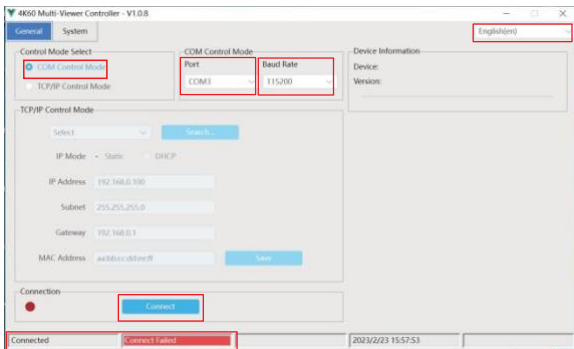 4K60 Multi-Viewer Controller - V1.0.8
General System English(en)
Control Mode Select
COM Control Mode
TCP/IP Control Mode
COM Control Mode
Port Baud Rate
COM3 115200
Device Information
Device:
Version:
TCP/IP Control Mode
Select Search...
IP Mode Static DHCP
IP Address 192.168.0.100
Subnet 255.255.255.0
Gateway 192.168.0.1
MAC Address aa:bb:cc:dd:ee:ff Save
Connection
Connect
Connected Connect Failed 2023/2/23 15:57:53